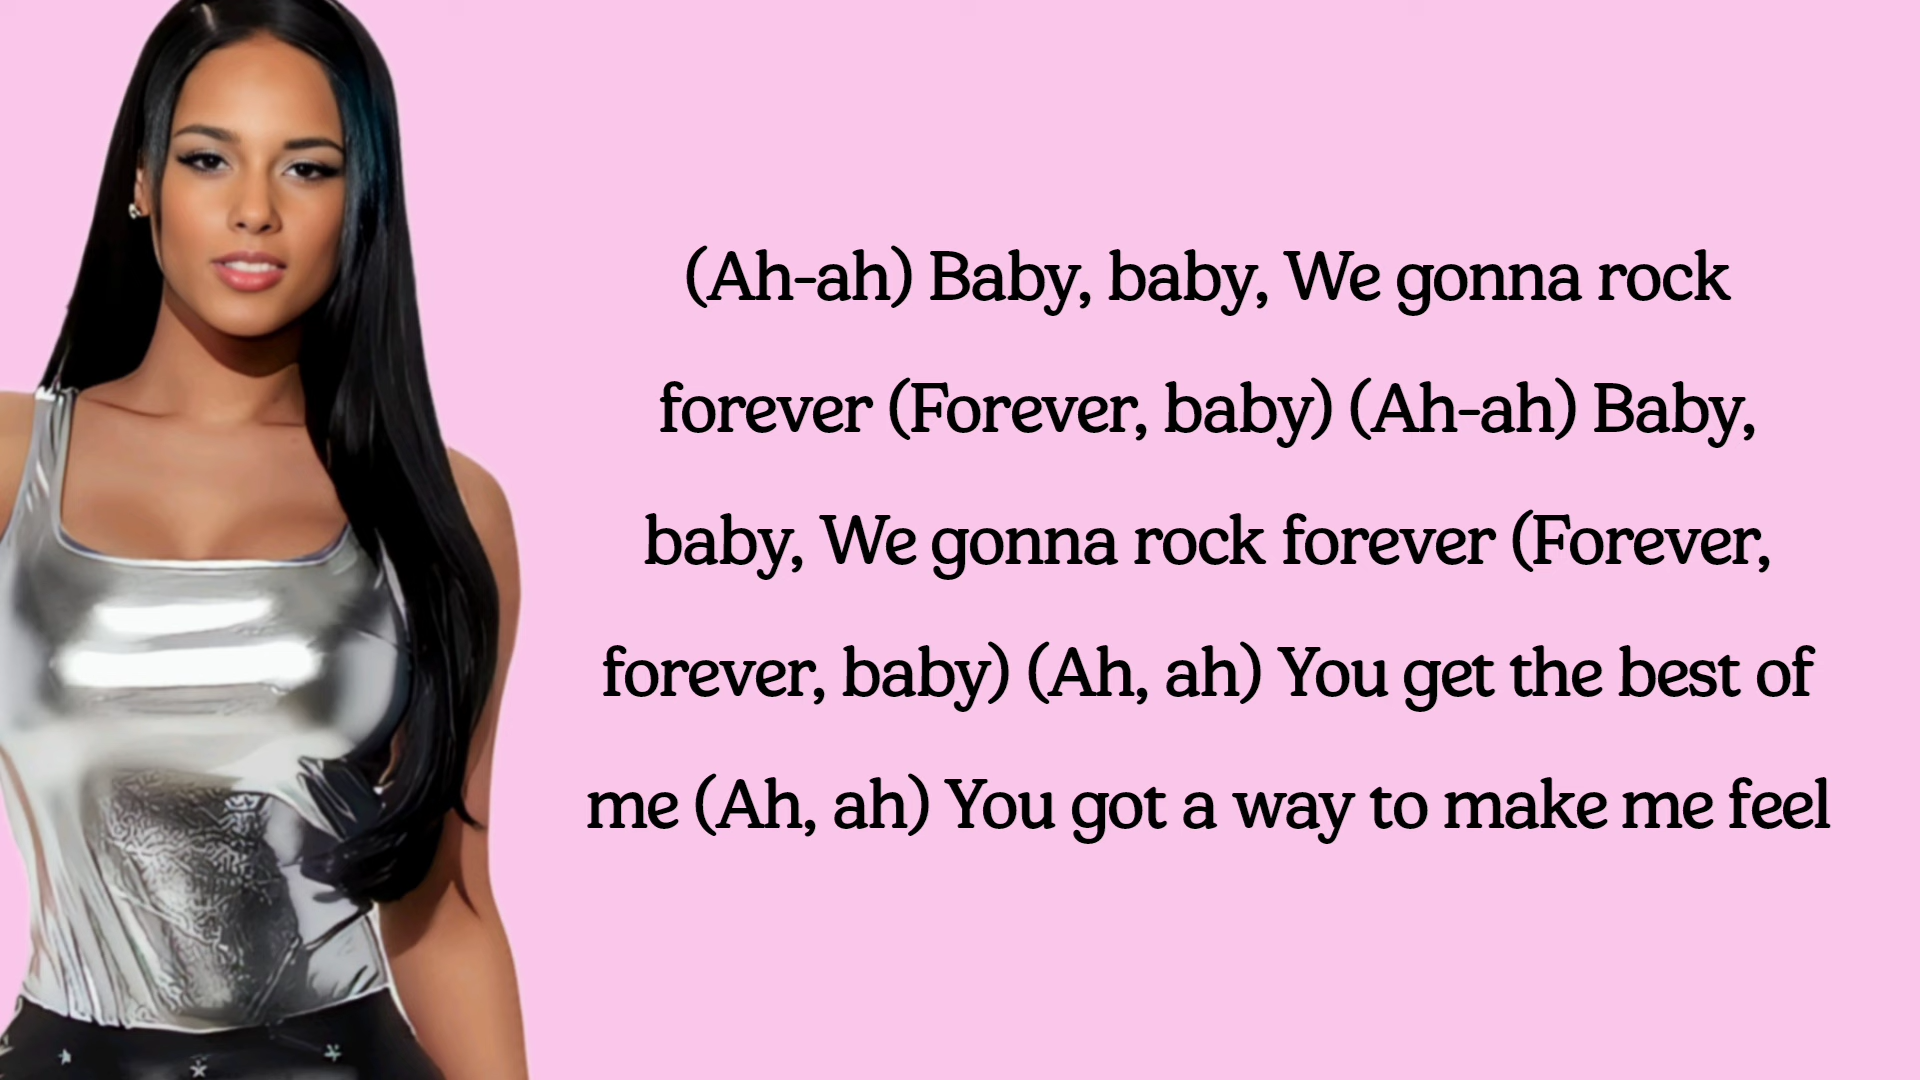 (Ah-ah) Baby, baby, We gonna rock
forever (Forever, baby) (Ah-ah) Baby,
baby, We gonna rock forever (Forever,
forever, baby) (Ah, ah) You get the best of
me (Ah, ah) You got a way to make me feel